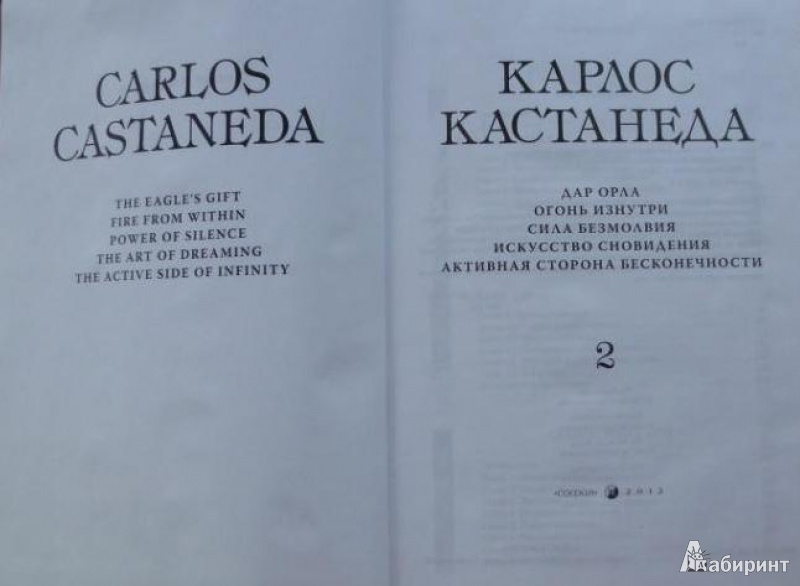 CARLOS
CASTANEDA
THE EAGLE'S GIFT
FIRE FROM WITHIN
POWER OF SILENCE
THE ART OF DREAMING
THE ACTIVE SIDE OF INFINITY
КАРЛОС
КАСТАНЕДА
ДАР ОРЛА
ОГОНЬ ИЗНУТРИ
СИЛА БЕЗМОЛВИЯ
ИСКУССТВО СНОВИДЕНИЯ
АКТИВНАЯ СТОРОНА БЕСКОНЕЧНОСТИ
2
2012
Лабиринт